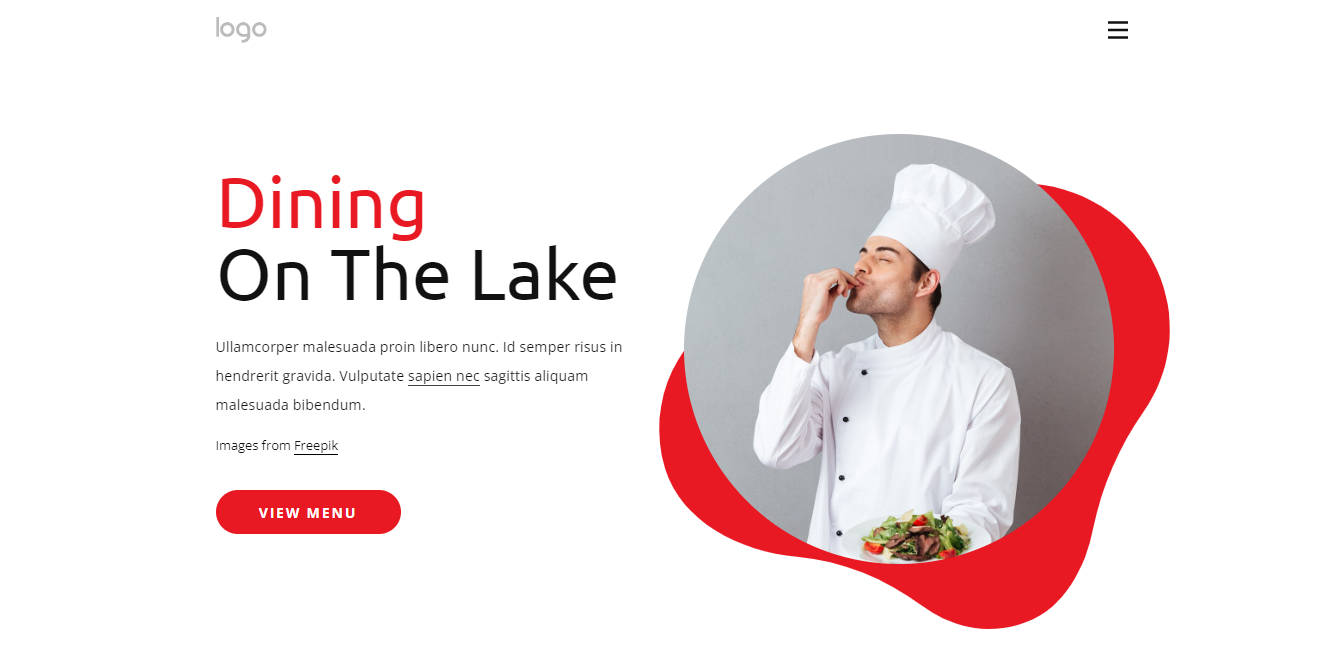 logo
Dining
On The Lake
Ullamcorper malesuada proin libero nunc. Id semper risus in
hendrerit gravida. Vulputate sapien nec sagittis aliquam
malesuada bibendum.
Images from Freepik
VIEW MENU